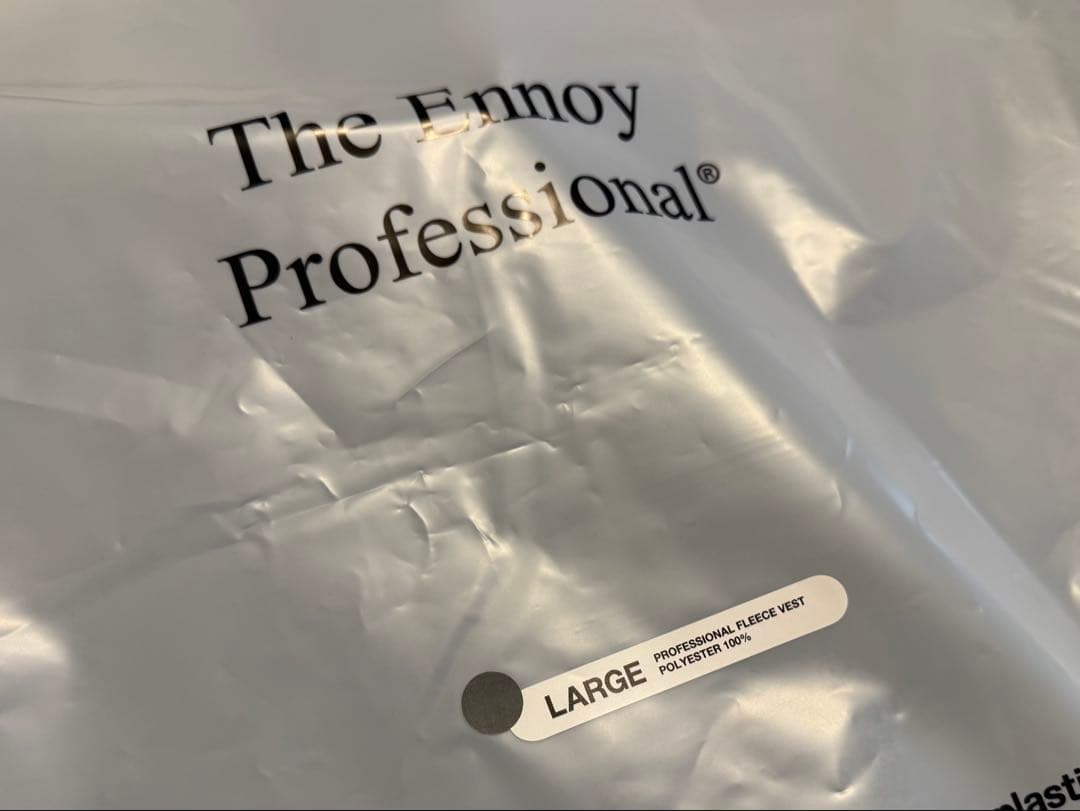 The Ennoy
Professional®
LARGE
PROFESSIONAL FLEECE VEST
POLYESTER 100%